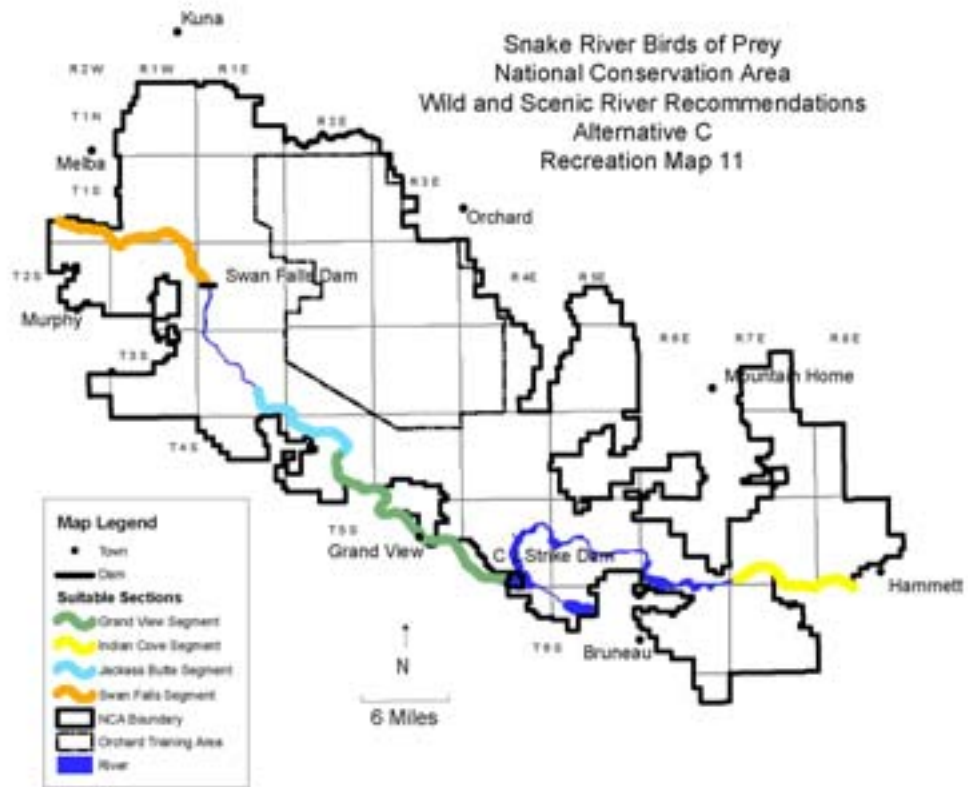 Snake River Birds of Prey
National Conservation Area
Wild and Scenic River Recommendations
Alternative C
Recreation Map 11
Kuna
R2W
R1W
R1E
T1N
R2E
Melba
T1S
R3E
Orchard
T2S
Swan Falls Dam
R4E
R5E
Murphy
T3S
R6E
R7E
R8E
Mountain Home
T4S
T5S
Grand View
C
Strike Dam
Hammett
T6S
Bruneau
N
6 Miles
Map Legend
Town
Dam
Suitable Sections
Grand View Segment
Indian Cove Segment
Jackass Butte Segment
Swan Falls Segment
NCA Boundary
Orchard Training Area
River